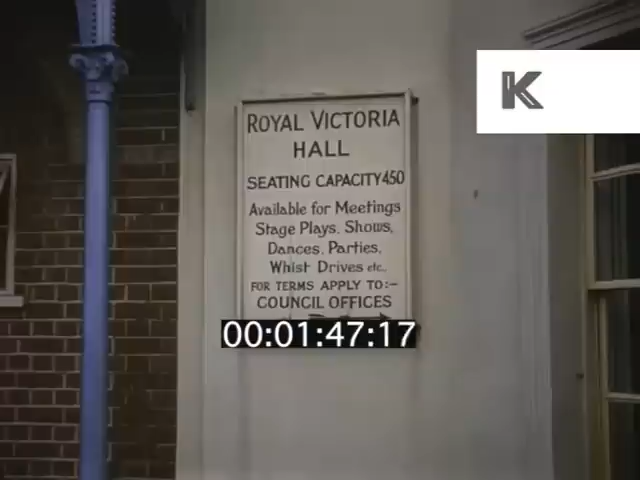 K
ROYAL VICTORIA
HALL
SEATING CAPACITY 450
Available for Meetings
Stage Plays, Shows,
Dances, Parties,
Whist Drives etc.
FOR TERMS APPLY TO:-
COUNCIL OFFICES
00:01:47:17